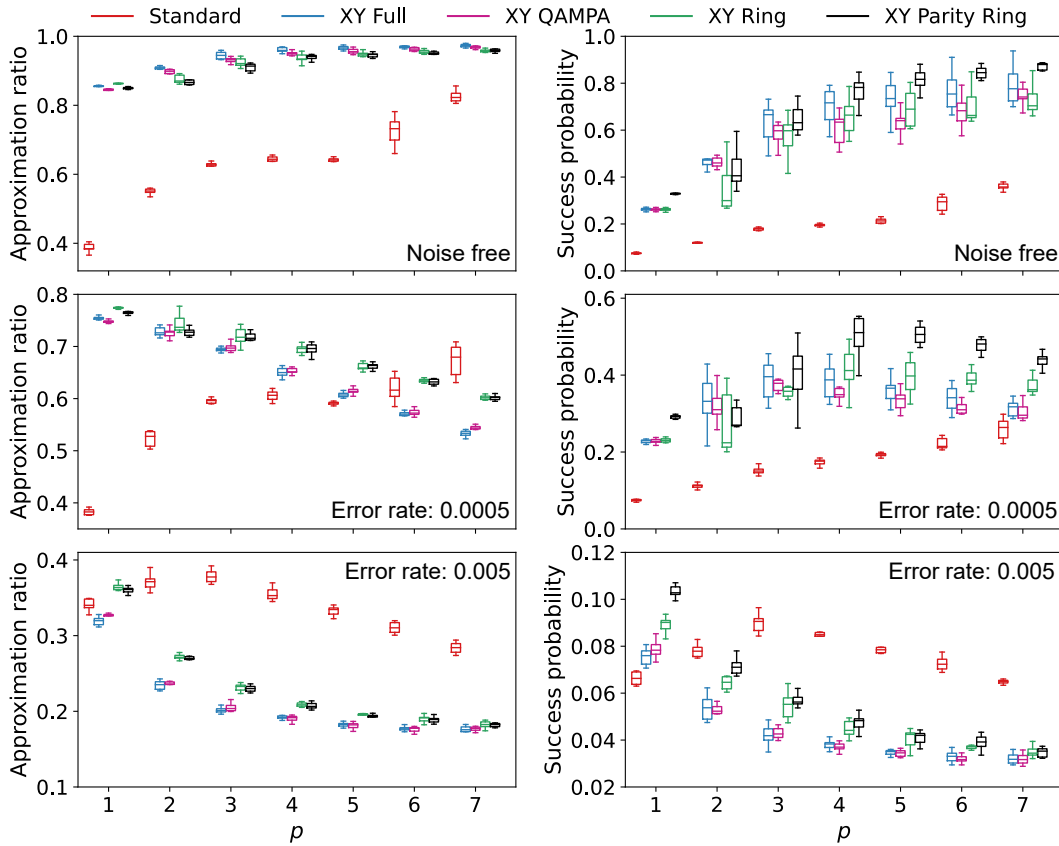 Standard XY Full XY QAMPA XY Ring XY Parity Ring
Approximation ratio
1.0
0.8
0.6
0.4
Noise free
Success probability
1.0
0.8
0.6
0.4
0.2
0.0
Noise free
Approximation ratio
0.8
0.7
0.6
0.5
0.4
Error rate: 0.0005
Success probability
0.6
0.4
0.2
0.0
Error rate: 0.0005
Approximation ratio
0.4
0.3
0.2
0.1
Error rate: 0.005
1 2 3 4 5 6 7
p
Success probability
0.12
0.10
0.08
0.06
0.04
0.02
0.00
Error rate: 0.005
1 2 3 4 5 6 7
p